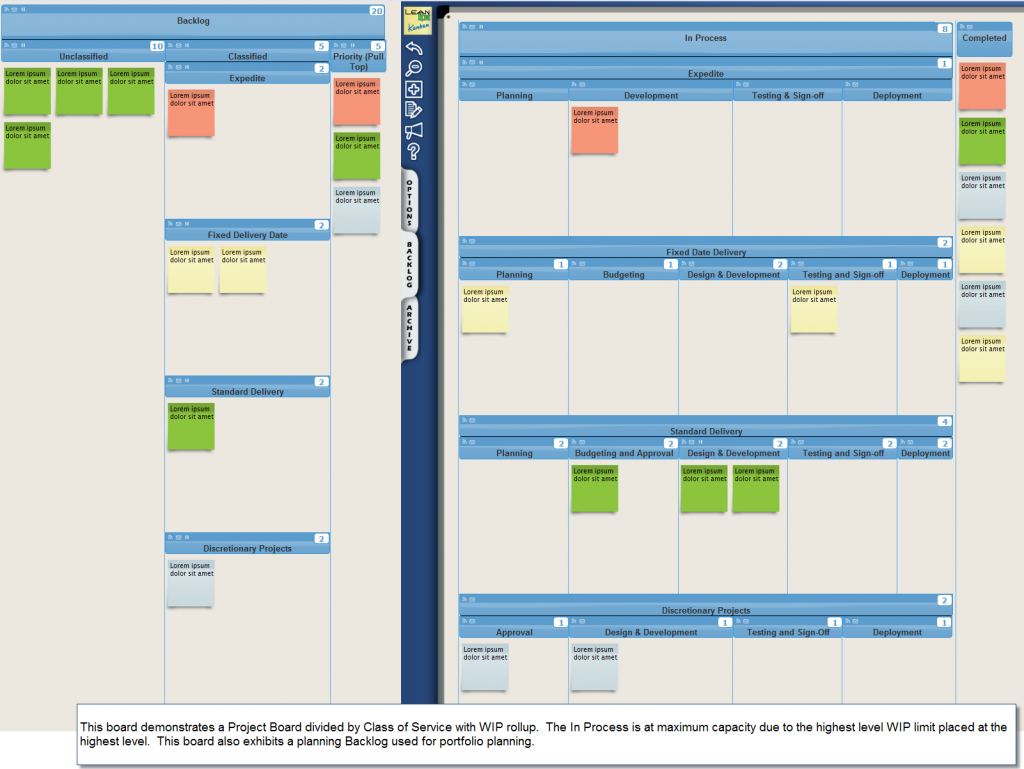 20
Backlog
10
Unclassified
5
Classified
5
Priority (Pull Top)
2
Expedite
Lorem ipsum dolor sit amet
Lorem ipsum dolor sit amet
Lorem ipsum dolor sit amet
Lorem ipsum dolor sit amet
Lorem ipsum dolor sit amet
Lorem ipsum dolor sit amet
Lorem ipsum dolor sit amet
Lorem ipsum dolor sit amet
2
Fixed Delivery Date
Lorem ipsum dolor sit amet
Lorem ipsum dolor sit amet
2
Standard Delivery
Lorem ipsum dolor sit amet
2
Discretionary Projects
Lorem ipsum dolor sit amet
LEAN
KIT
Kanban
OPTIONS
BACKLOG
ARCHIVE
8
In Process
1
Expedite
Planning
Development
Testing & Sign-off
Deployment
Lorem ipsum dolor sit amet
2
Fixed Date Delivery
1
Planning
1
Budgeting
2
Design & Development
1
Testing and Sign-off
1
Deployment
Lorem ipsum dolor sit amet
Lorem ipsum dolor sit amet
4
Standard Delivery
2
Planning
2
Budgeting and Approval
2
Design & Development
2
Testing and Sign-off
2
Deployment
Lorem ipsum dolor sit amet
Lorem ipsum dolor sit amet
Lorem ipsum dolor sit amet
2
Discretionary Projects
1
Approval
1
Design & Development
1
Testing and Sign-Off
1
Deployment
Lorem ipsum dolor sit amet
Lorem ipsum dolor sit amet
Completed
Lorem ipsum dolor sit amet
Lorem ipsum dolor sit amet
Lorem ipsum dolor sit amet
Lorem ipsum dolor sit amet
Lorem ipsum dolor sit amet
Lorem ipsum dolor sit amet
This board demonstrates a Project Board divided by Class of Service with WIP rollup.  The In Process is at maximum capacity due to the highest level WIP limit placed at the
highest level.  This board also exhibits a planning Backlog used for portfolio planning.